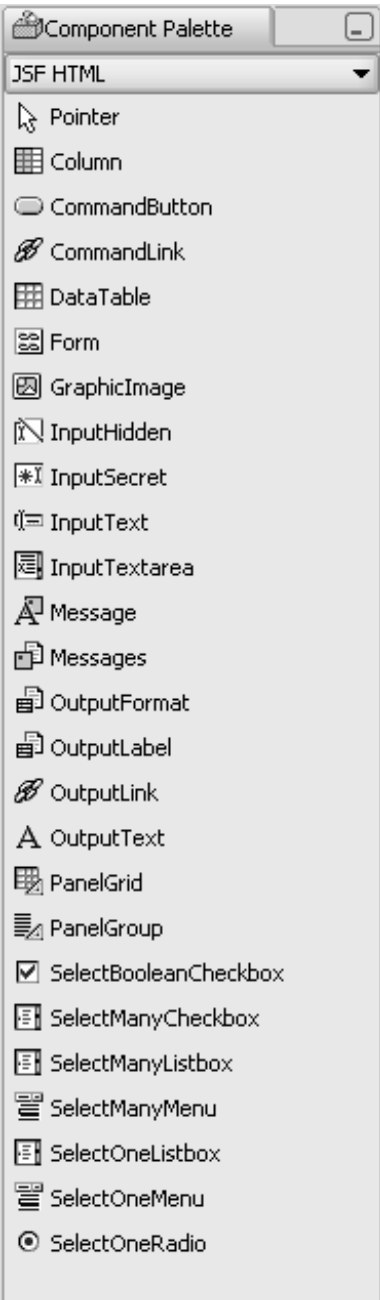 Component Palette
JSF HTML
Pointer
Column
CommandButton
CommandLink
DataTable
Form
GraphicImage
InputHidden
InputSecret
InputText
InputTextarea
Message
Messages
OutputFormat
OutputLabel
OutputLink
OutputText
PanelGrid
PanelGroup
SelectBooleanCheckbox
SelectManyCheckbox
SelectManyListbox
SelectManyMenu
SelectOneListbox
SelectOneMenu
SelectOneRadio